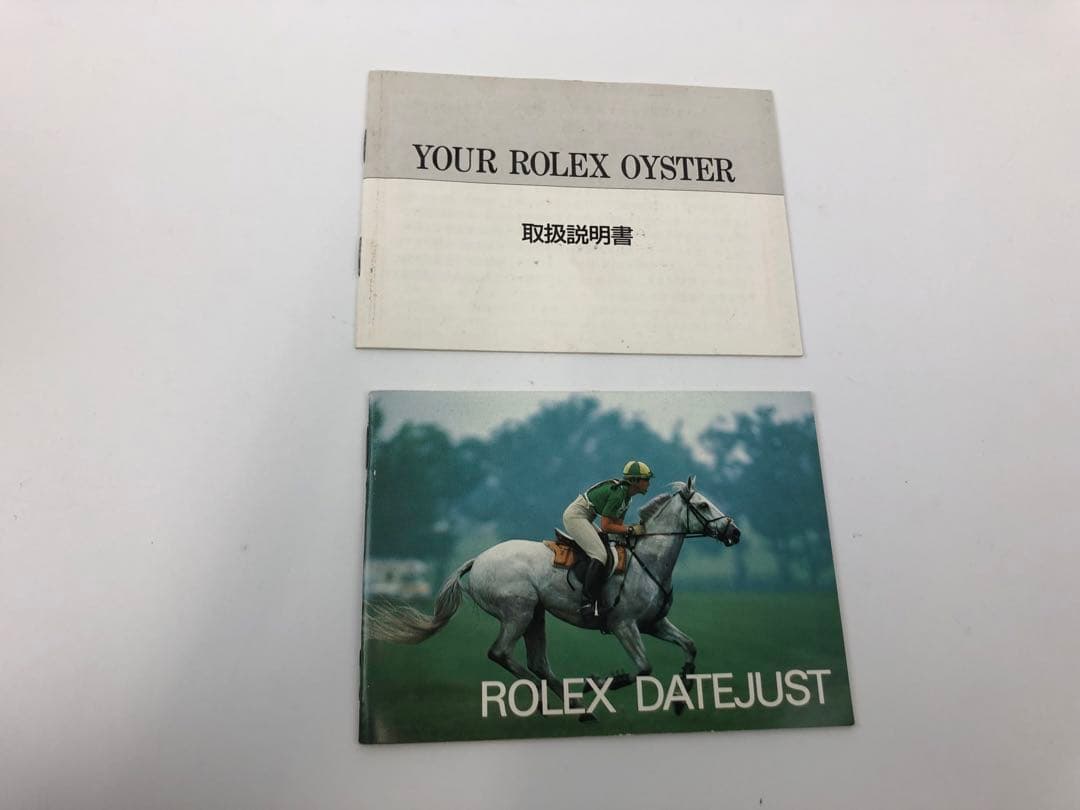 YOUR ROLEX OYSTER
取扱説明書
ROLEX DATEJUST